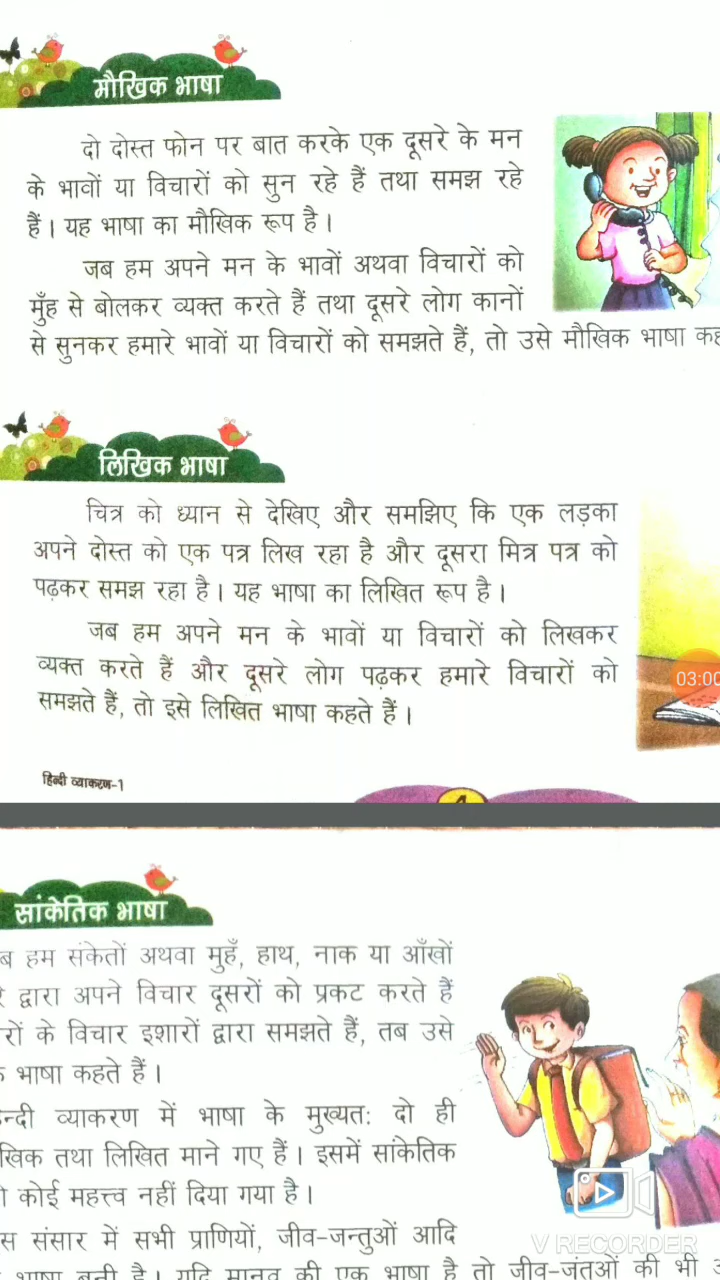 मौखिक भाषा
दो दोस्त फोन पर बात करके एक दूसरे के मन
के भावों या विचारों को सुन रहे हैं तथा समझ रहे
हैं। यह भाषा का मौखिक रूप है।
जब हम अपने मन के भावों अथवा विचारों को
मुँह से बोलकर व्यक्त करते हैं तथा दूसरे लोग कानों
से सुनकर हमारे भावों या विचारों को समझते हैं, तो उसे मौखिक भाषा
लिखिक भाषा
चित्र को ध्यान से देखिए और समझिए कि एक लड़का
अपने दोस्त को एक पत्र लिख रहा है और दूसरा मित्र पत्र को
पढ़कर समझ रहा है। यह भाषा का लिखित रूप है।
जब हम अपने मन के भावों या विचारों को लिखकर
व्यक्त करते हैं और दूसरे लोग पढ़कर हमारे विचारों को
समझते हैं, तो इसे लिखित भाषा कहते हैं।
03:00
हिन्दी व्याकरण-1
सांकेतिक भाषा
हम संकेतों अथवा मुहँ, हाथ, नाक या आँखों
द्वारा अपने विचार दूसरों को प्रकट करते हैं
के विचार इशारों द्वारा समझते हैं, तब उसे
भाषा कहते हैं।
व्याकरण में भाषा के मुख्यतः दो ही
तथा लिखित माने गए हैं। इसमें सांकेतिक
कोई महत्त्व नहीं दिया गया है।
संसार में सभी प्राणियों, जीव-जन्तुओं आदि
भाषा बनी है। यदि मानव की एक भाषा है तो जीव-जंतुओं की भी
V RECORDER